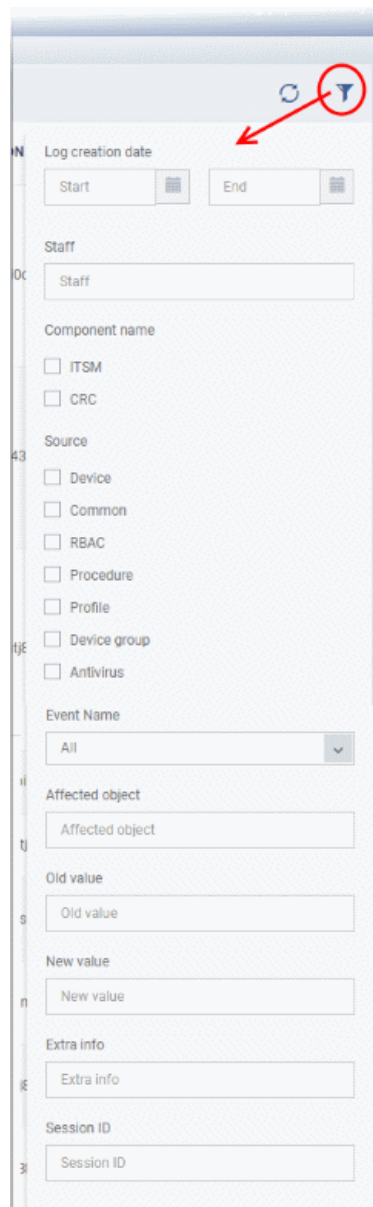 Log creation date
Start End
Staff
Staff
Component name
ITSM
CRC
Source
Device
Common
RBAC
Procedure
Profile
Device group
Antivirus
Event Name
All
Affected object
Affected object
Old value
Old value
New value
New value
Extra info
Extra info
Session ID
Session ID